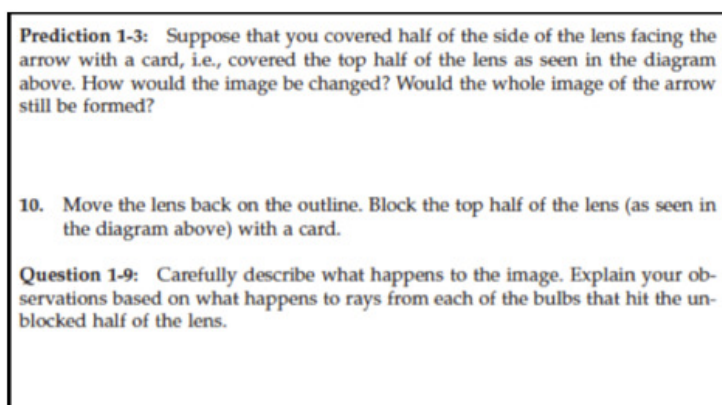 Prediction 1-3: Suppose that you covered half of the side of the lens facing the
arrow with a card, i.e., covered the top half of the lens as seen in the diagram
above. How would the image be changed? Would the whole image of the arrow
still be formed?
10. Move the lens back on the outline. Block the top half of the lens (as seen in
the diagram above) with a card.
Question 1-9: Carefully describe what happens to the image. Explain your ob-
servations based on what happens to rays from each of the bulbs that hit the un-
blocked half of the lens.